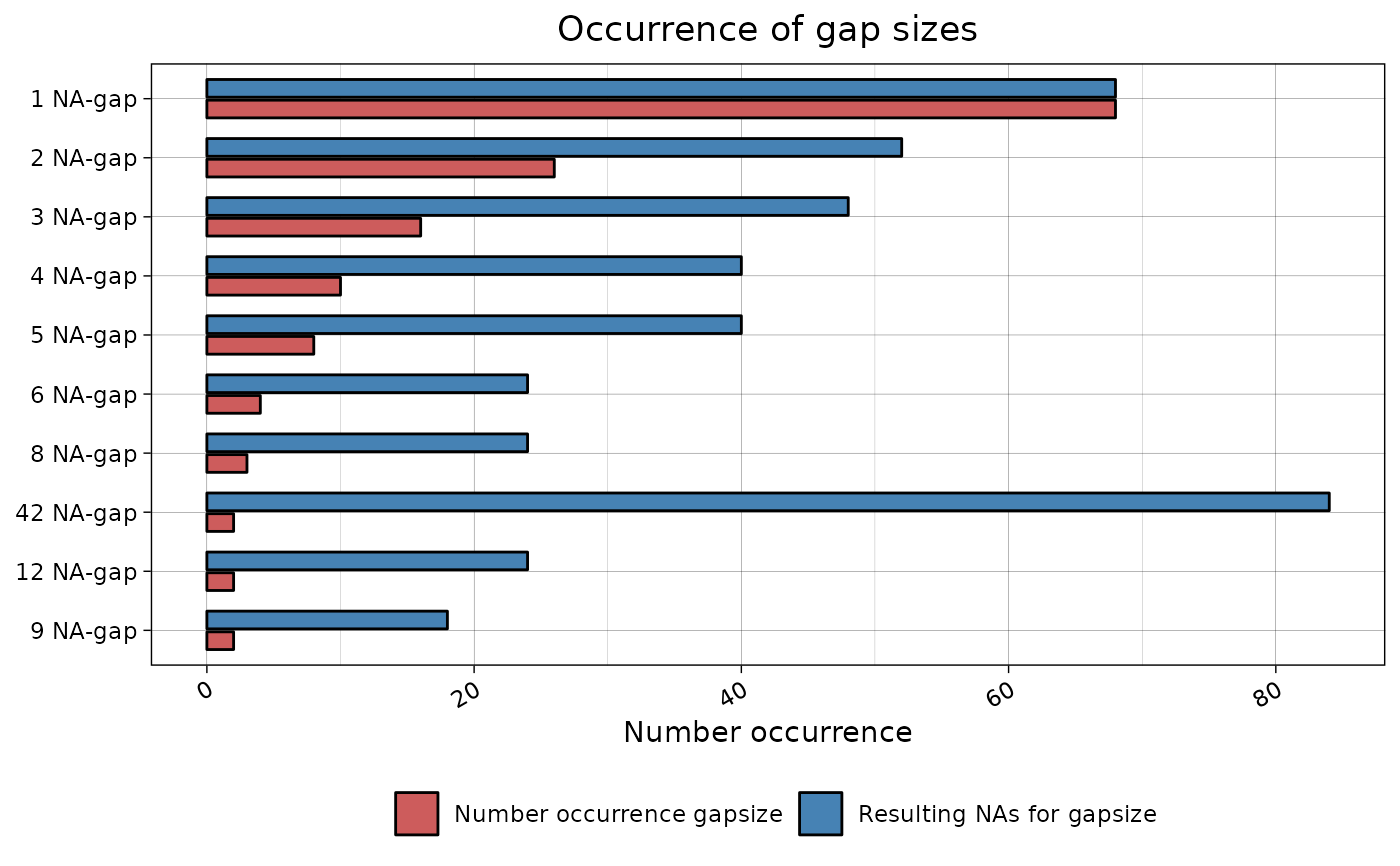 Occurrence of gap sizes
1 NA-gap
2 NA-gap
3 NA-gap
4 NA-gap
5 NA-gap
6 NA-gap
8 NA-gap
42 NA-gap
12 NA-gap
9 NA-gap
0 20 40 60 80
Number occurrence
Number occurrence gapsize Resulting NAs for gapsize